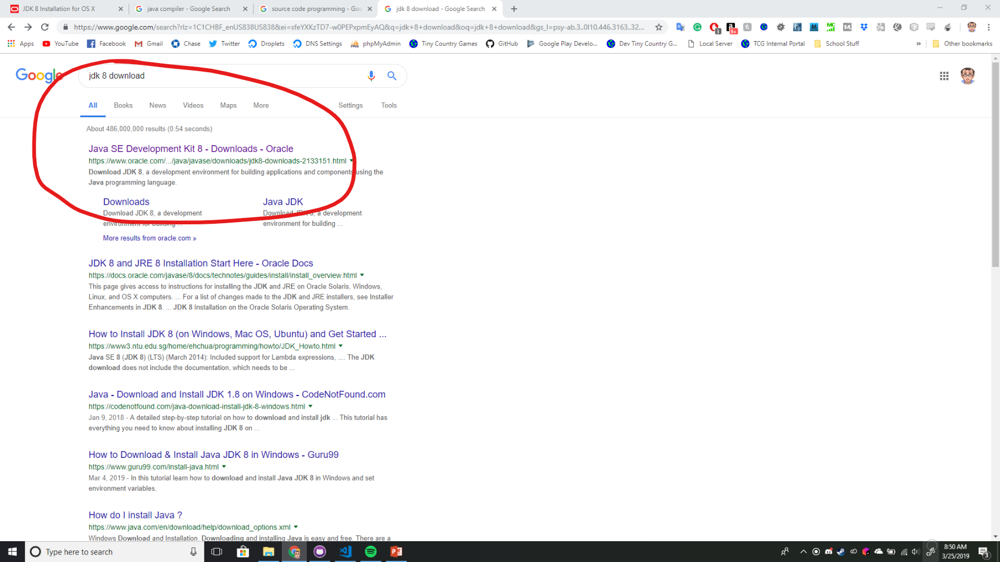 JDK 8 Installation for OS X
java compiler - Google Search
source code programming - Goo
jdk 8 download - Google Search
https://www.google.com/search?rlz=1C1CHBF_enUS838US838&ei=sfeYXKzTD7-w0PEPxpmEyAQ&q=jdk+8+download&oq=jdk+8+download&gs_l=psy-ab.3..0l10.446.3163..32...
Apps YouTube Facebook Gmail Chase Twitter Droplets DNS Settings phpMyAdmin Tiny Country Games GitHub Google Play Develo... Dev Tiny Country G... Local Server TCG Internal Portal School Stuff » Other bookmarks
Google
jdk 8 download
All Books News Videos Maps More Settings Tools
About 486,000,000 results (0.54 seconds)
Java SE Development Kit 8 - Downloads - Oracle
https://www.oracle.com/.../java/javase/downloads/jdk8-downloads-2133151.html
Download JDK 8, a development environment for building applications and components using the
Java programming language.
Downloads
Download JDK 8, a development
environment for building ...
Java JDK
Download JDK 8, a development
environment for building ...
More results from oracle.com »
JDK 8 and JRE 8 Installation Start Here - Oracle Docs
https://docs.oracle.com/javase/8/docs/technotes/guides/install/install_overview.html
This page gives access to instructions for installing the JDK and JRE on Oracle Solaris, Windows,
Linux, and OS X computers. ... For a list of changes made to the JDK and JRE installers, see Installer
Enhancements in JDK 8. ... JDK 8 Installation on the Oracle Solaris Operating System.
How to Install JDK 8 (on Windows, Mac OS, Ubuntu) and Get Started ...
https://www3.ntu.edu.sg/home/ehchua/programming/howto/JDK_Howto.html
Java SE 8 (JDK 8) (LTS) (March 2014): Included support for Lambda expressions, .... The JDK
download does not include the documentation, which needs to be ...
Java - Download and Install JDK 1.8 on Windows - CodeNotFound.com
https://codenotfound.com/java-download-install-jdk-8-windows.html
Jan 9, 2018 - A detailed step-by-step tutorial on how to download and install jdk ... This tutorial has
everything you need to know about installing JDK 8 on ...
How to Download & Install Java JDK 8 in Windows - Guru99
https://www.guru99.com/install-java.html
Mar 4, 2019 - In this tutorial learn how to download and install Java JDK 8 in Windows and set
environment variables.
How do I install Java ?
https://www.java.com/en/download/help/download_options.xml
Windows Download and Installation. Downloading and installing Java is easy and free. There are a
Type here to search
8:50 AM
3/25/2019
3